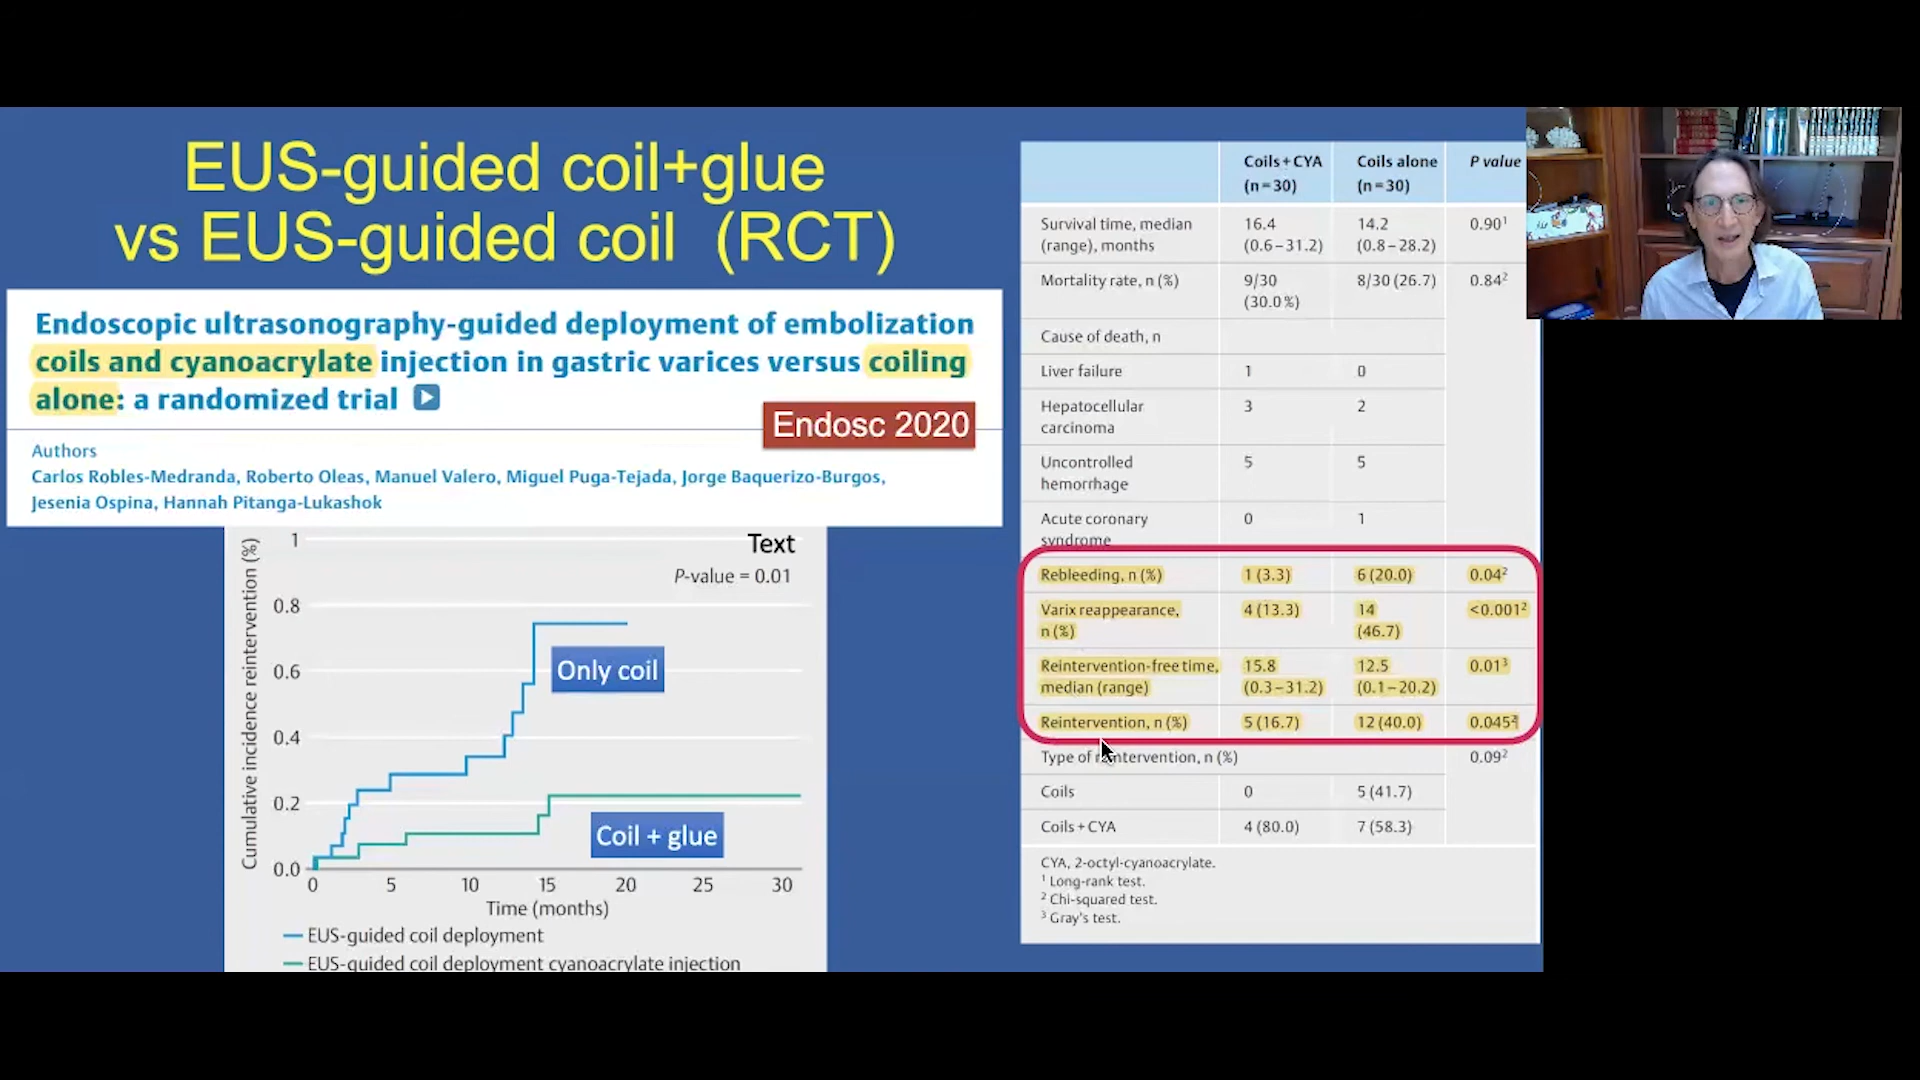 EUS-guided coil+glue
vs EUS-guided coil (RCT)
Endoscopic ultrasonography-guided deployment of embolization
coils and cyanoacrylate injection in gastric varices versus coiling
alone: a randomized trial
Endosc 2020
Authors
Carlos Robles-Medranda, Roberto Oleas, Manuel Valero, Miguel Puga-Tejada, Jorge Baquerizo-Burgos,
Jesenia Ospina, Hannah Pitanga-Lukashok
Cumulative incidence reintervention (%)
1
0.8
0.6
0.4
0.2
0.0
Text
P-value = 0.01
Only coil
Coil + glue
0 5 10 15 20 25 30
Time (months)
EUS-guided coil deployment
EUS-guided coil deployment cyanoacrylate injection
Coils + CYA Coils alone P value
(n = 30) (n = 30)
Survival time, median 16.4 14.2 0.90¹
(range), months (0.6–31.2) (0.8–28.2)
Mortality rate, n (%) 9/30 8/30 (26.7) 0.84²
(30.0%)
Cause of death, n
Liver failure 1 0
Hepatocellular 3 2
carcinoma
Uncontrolled 5 5
hemorrhage
Acute coronary 0 1
syndrome
Rebleeding, n (%) 1 (3.3) 6 (20.0) 0.04²
Varix reappearance, 4 (13.3) 14 <0.001²
n (%) (46.7)
Reintervention-free time, 15.8 12.5 0.01³
median (range) (0.3–31.2) (0.1–20.2)
Reintervention, n (%) 5 (16.7) 12 (40.0) 0.045²
Type of reintervention, n (%) 0.09²
Coils 0 5 (41.7)
Coils + CYA 4 (80.0) 7 (58.3)
CYA, 2-octyl-cyanoacrylate.
¹ Long-rank test.
² Chi-squared test.
³ Gray's test.